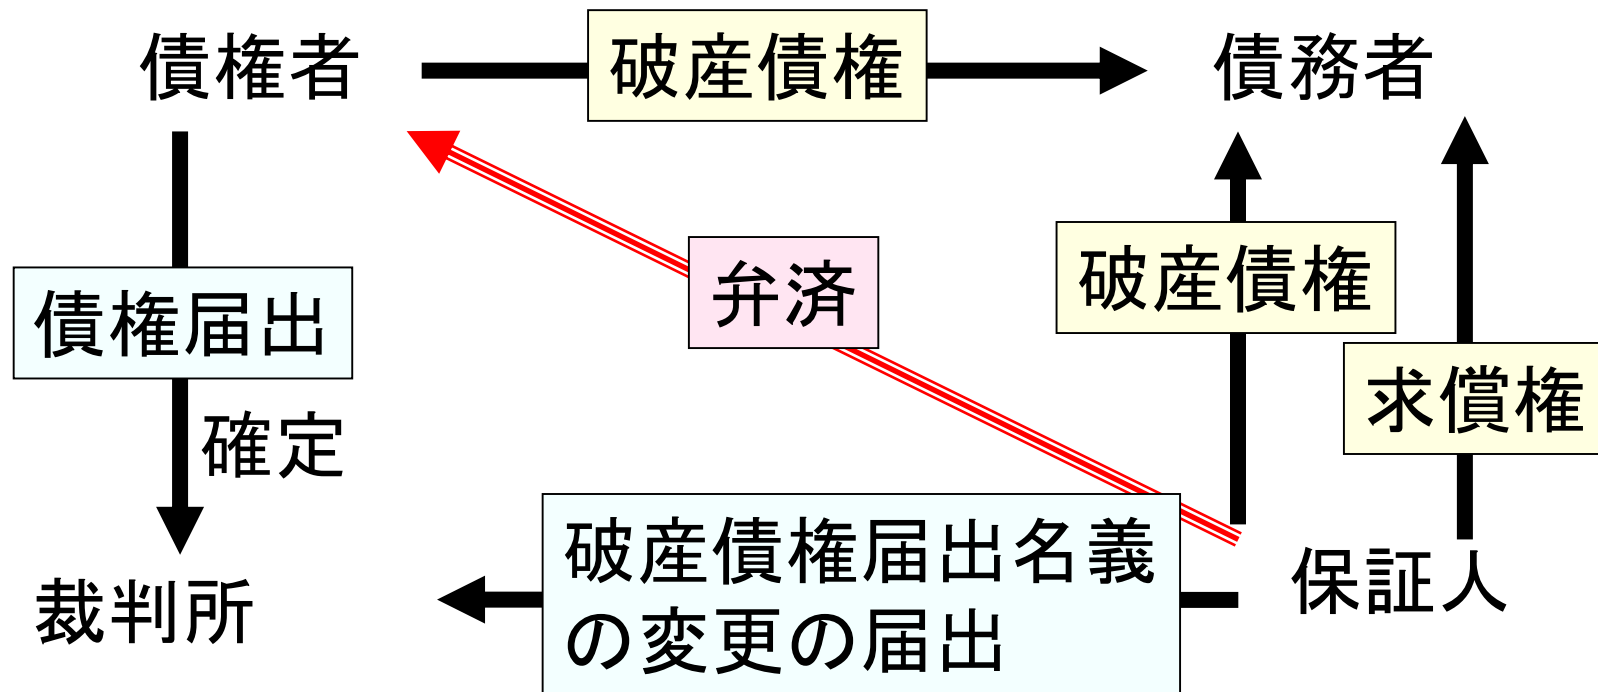 債権者
破産債権
債務者
弁済
破産債権
債権届出
求償権
確定
破産債権届出名義
の変更の届出
保証人
裁判所